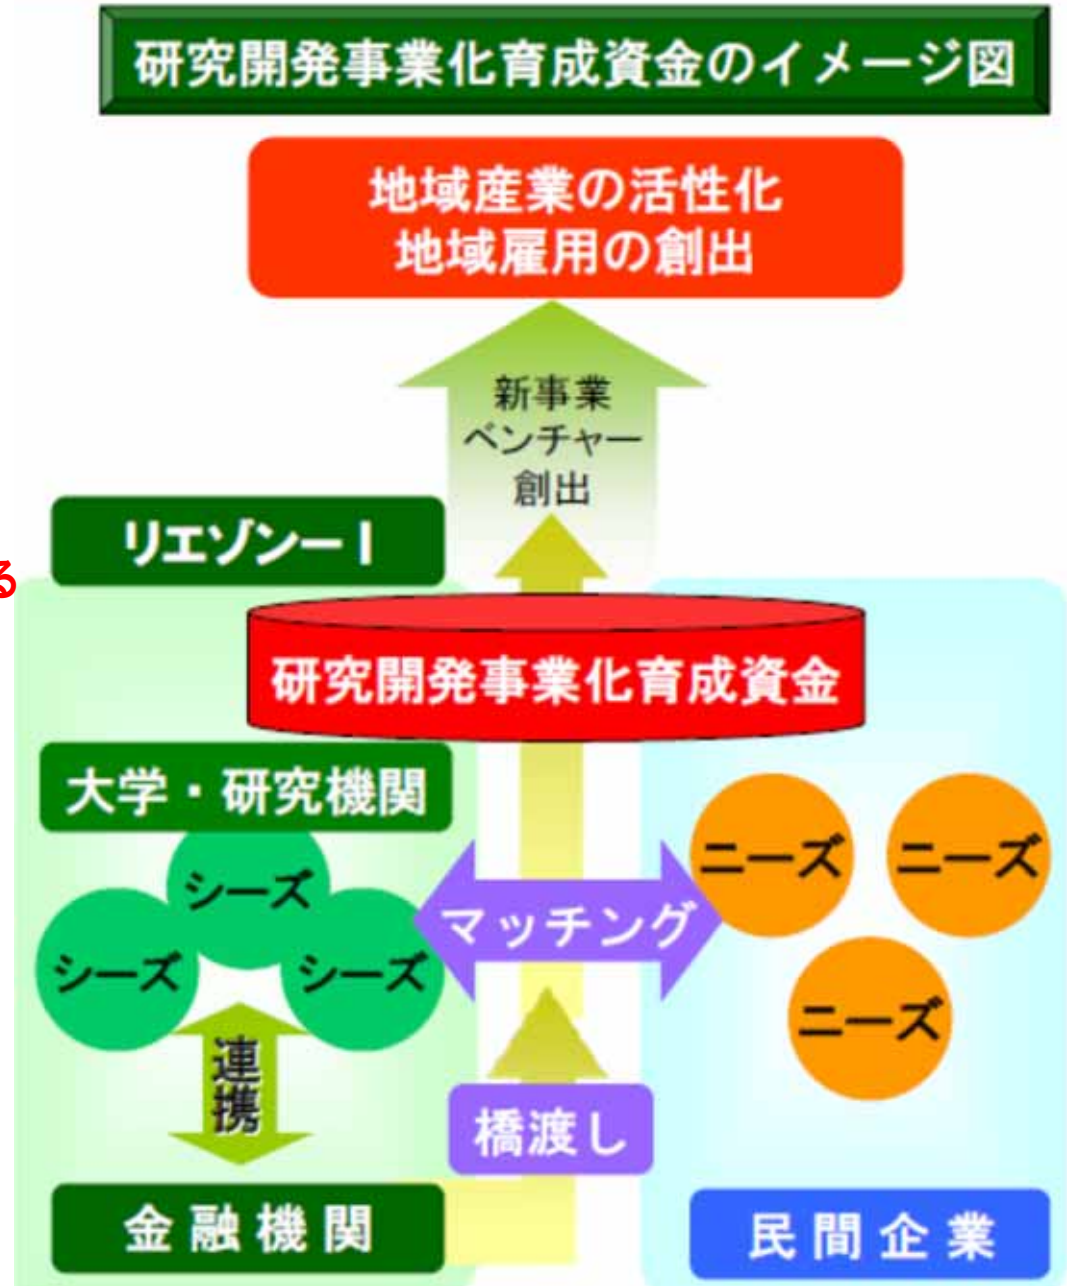 研究開発事業化育成資金のイメージ図
地域産業の活性化
地域雇用の創出
新事業
ベンチャー
創出
リエゾンーI
る
研究開発事業化育成資金
大学・研究機関
シーズ
シーズ
シーズ
マッチング
ニーズ
ニーズ
ニーズ
連携
橋渡し
金融機関
民間企業